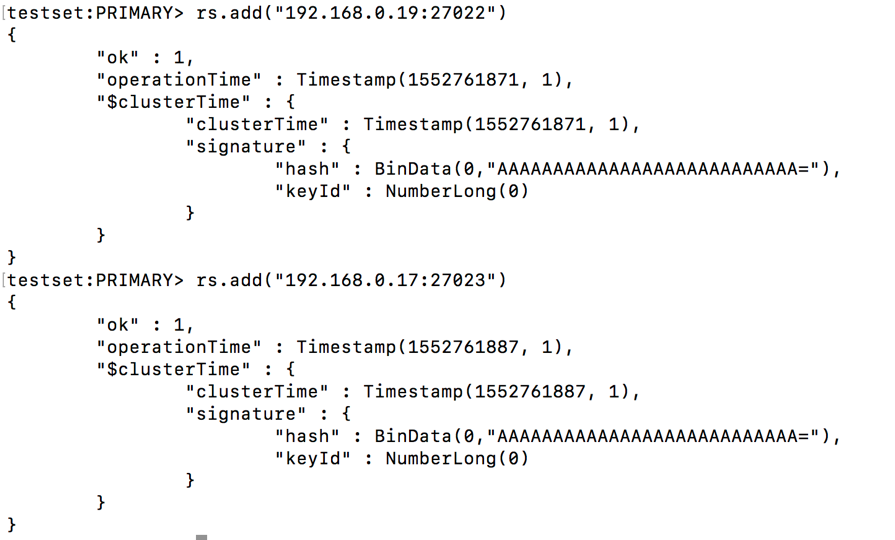 [testset:PRIMARY> rs.add("192.168.0.19:27022")
{
        "ok" : 1,
        "operationTime" : Timestamp(1552761871, 1),
        "$clusterTime" : {
                "clusterTime" : Timestamp(1552761871, 1),
                "signature" : {
                        "hash" : BinData(0,"AAAAAAAAAAAAAAAAAAAAAAAAAAA="),
                        "keyId" : NumberLong(0)
                }
        }
}
[testset:PRIMARY> rs.add("192.168.0.17:27023")
{
        "ok" : 1,
        "operationTime" : Timestamp(1552761887, 1),
        "$clusterTime" : {
                "clusterTime" : Timestamp(1552761887, 1),
                "signature" : {
                        "hash" : BinData(0,"AAAAAAAAAAAAAAAAAAAAAAAAAAA="),
                        "keyId" : NumberLong(0)
                }
        }
}